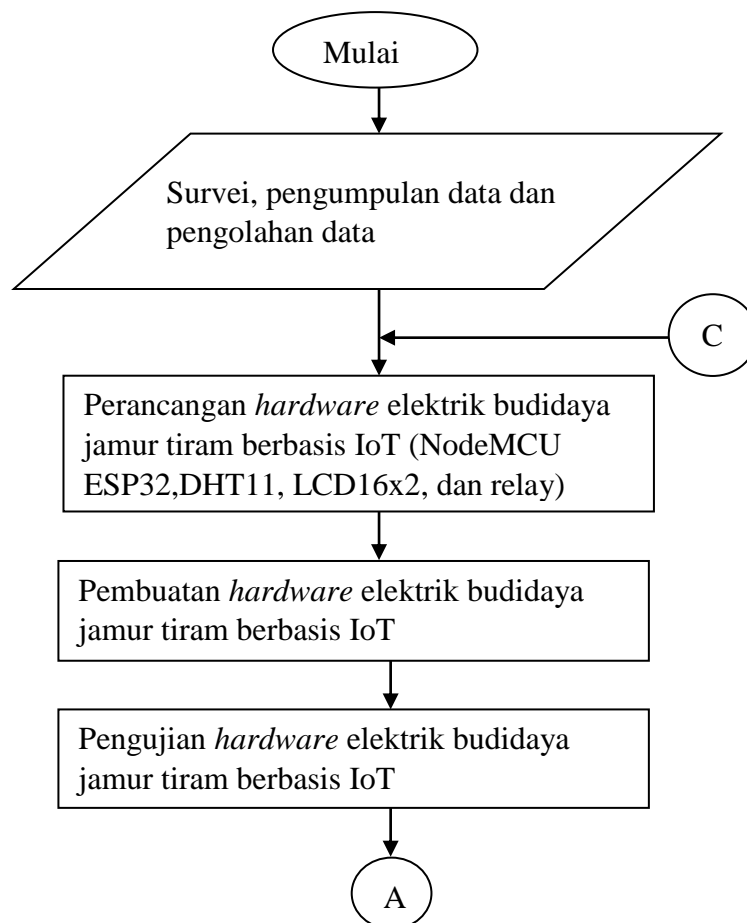 Mulai
Survei, pengumpulan data dan
pengolahan data
C
Perancangan hardware elektrik budidaya
jamur tiram berbasis IoT (NodeMCU
ESP32,DHT11, LCD16x2, dan relay)
Pembuatan hardware elektrik budidaya
jamur tiram berbasis IoT
Pengujian hardware elektrik budidaya
jamur tiram berbasis IoT
A